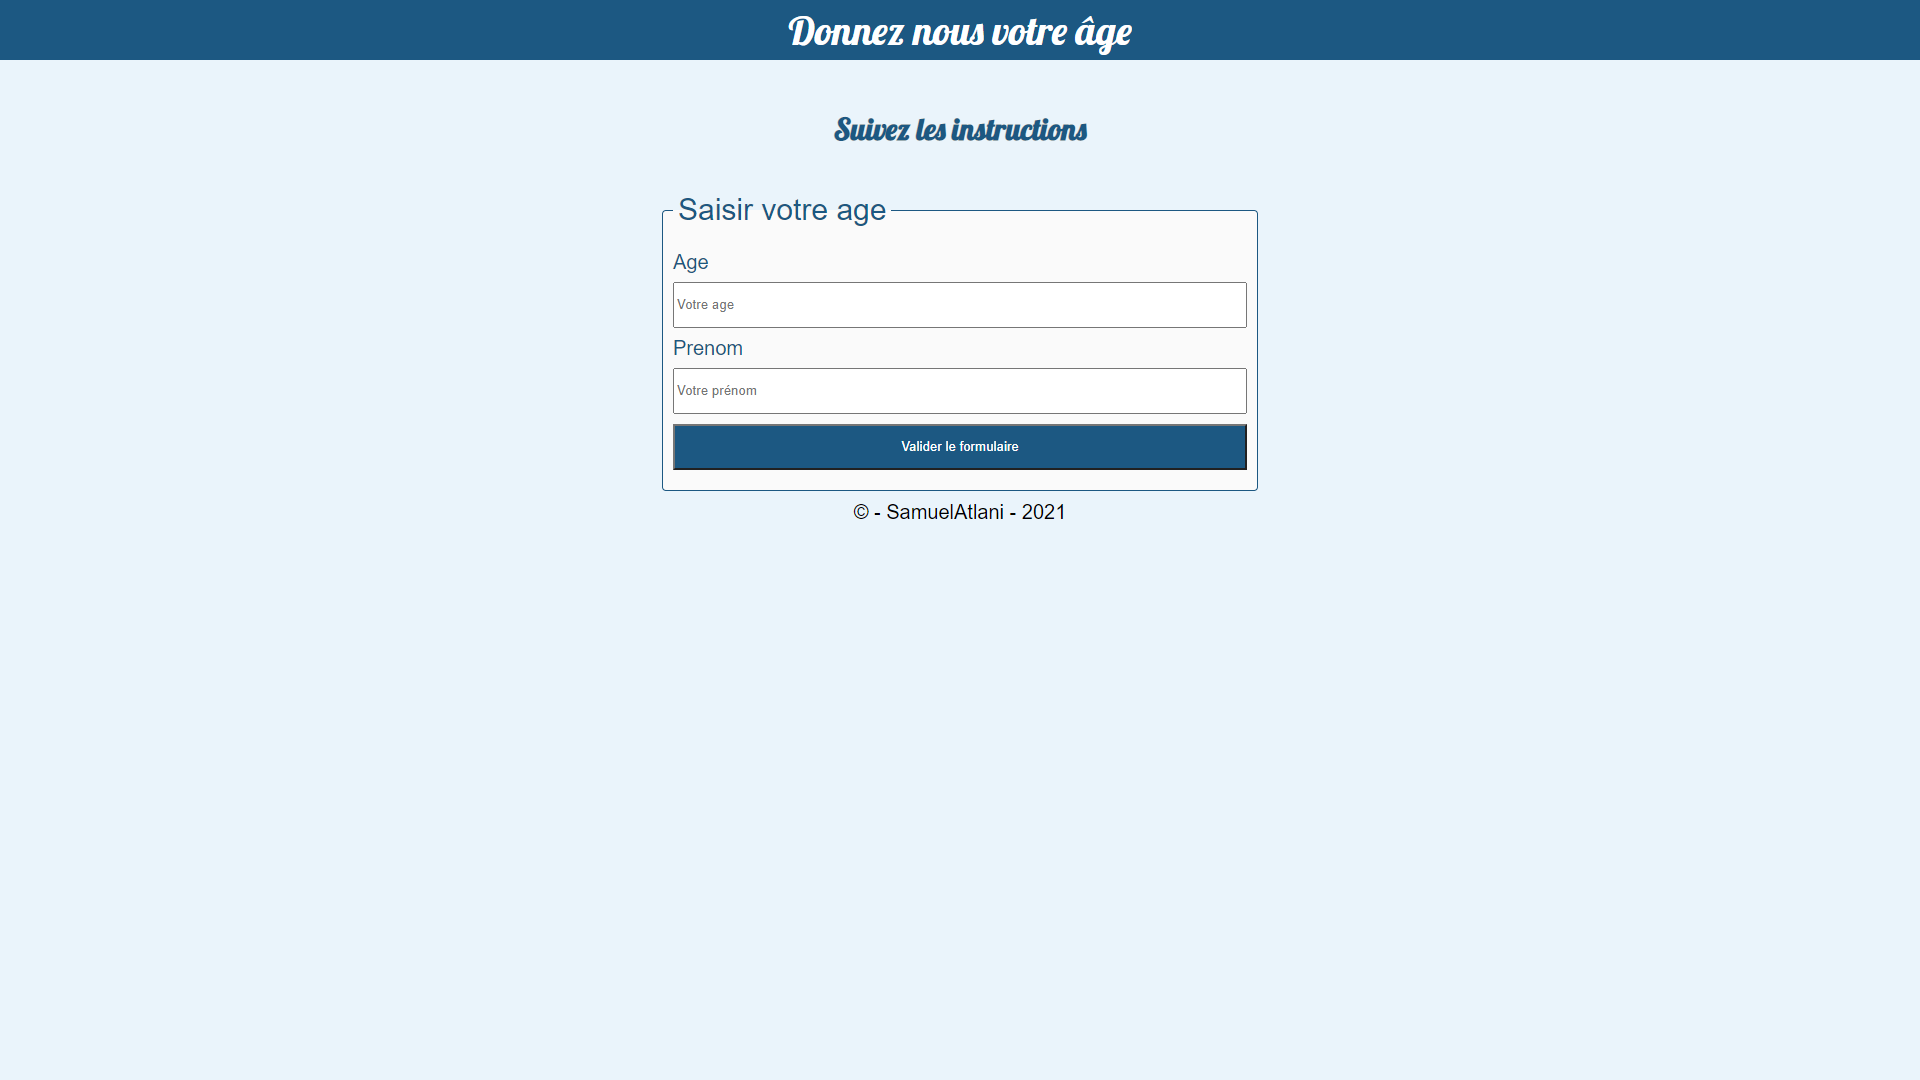 Donnez nous votre âge
Suivez les instructions
Saisir votre age
Age
Votre age
Prenom
Votre prénom
Valider le formulaire
© - SamuelAtlani - 2021